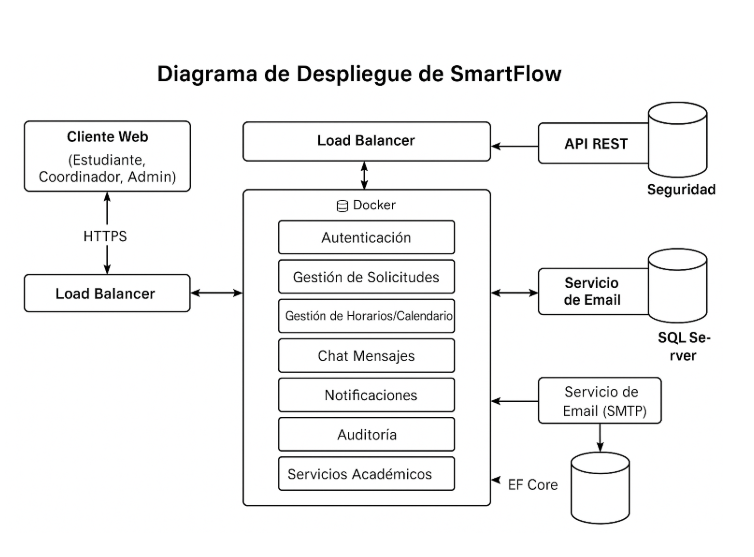 Diagrama de Despliegue de SmartFlow
Cliente Web
(Estudiante,
Coordinador, Admin)
HTTPS
Load Balancer
Load Balancer
Docker
Autenticación
Gestión de Solicitudes
Gestión de Horarios/Calendario
Chat Mensajes
Notificaciones
Auditoría
Servicios Académicos
API REST
Seguridad
Servicio
de Email
SQL Se-
rver
Servicio de
Email (SMTP)
EF Core